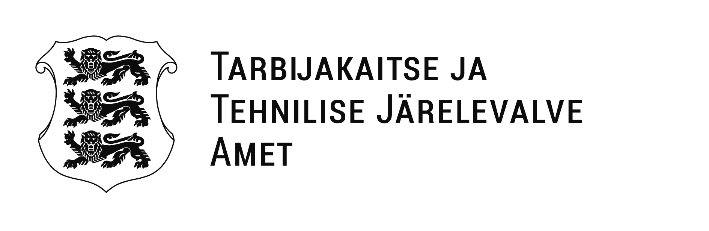 Tarbijakaitse ja
Tehnilise Järelevalve
Amet